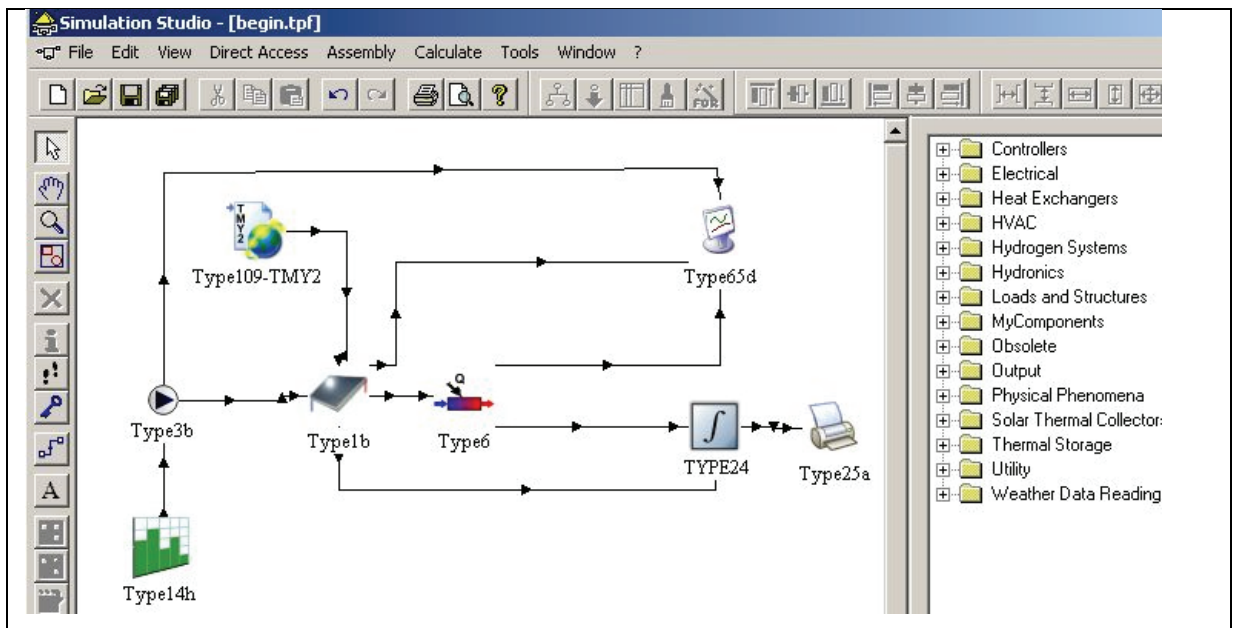 Simulation Studio - [begin.tpf]
File Edit View Direct Access Assembly Calculate Tools Window ?
FOR
TMY2
Type109-TMY2
Type65d
Q
Type3b
Type1b
Type6
TYPE24
Type25a
Type14h
A
Controllers
Electrical
Heat Exchangers
HVAC
Hydrogen Systems
Hydronics
Loads and Structures
MyComponents
Obsolete
Output
Physical Phenomena
Solar Thermal Collector
Thermal Storage
Utility
Weather Data Reading